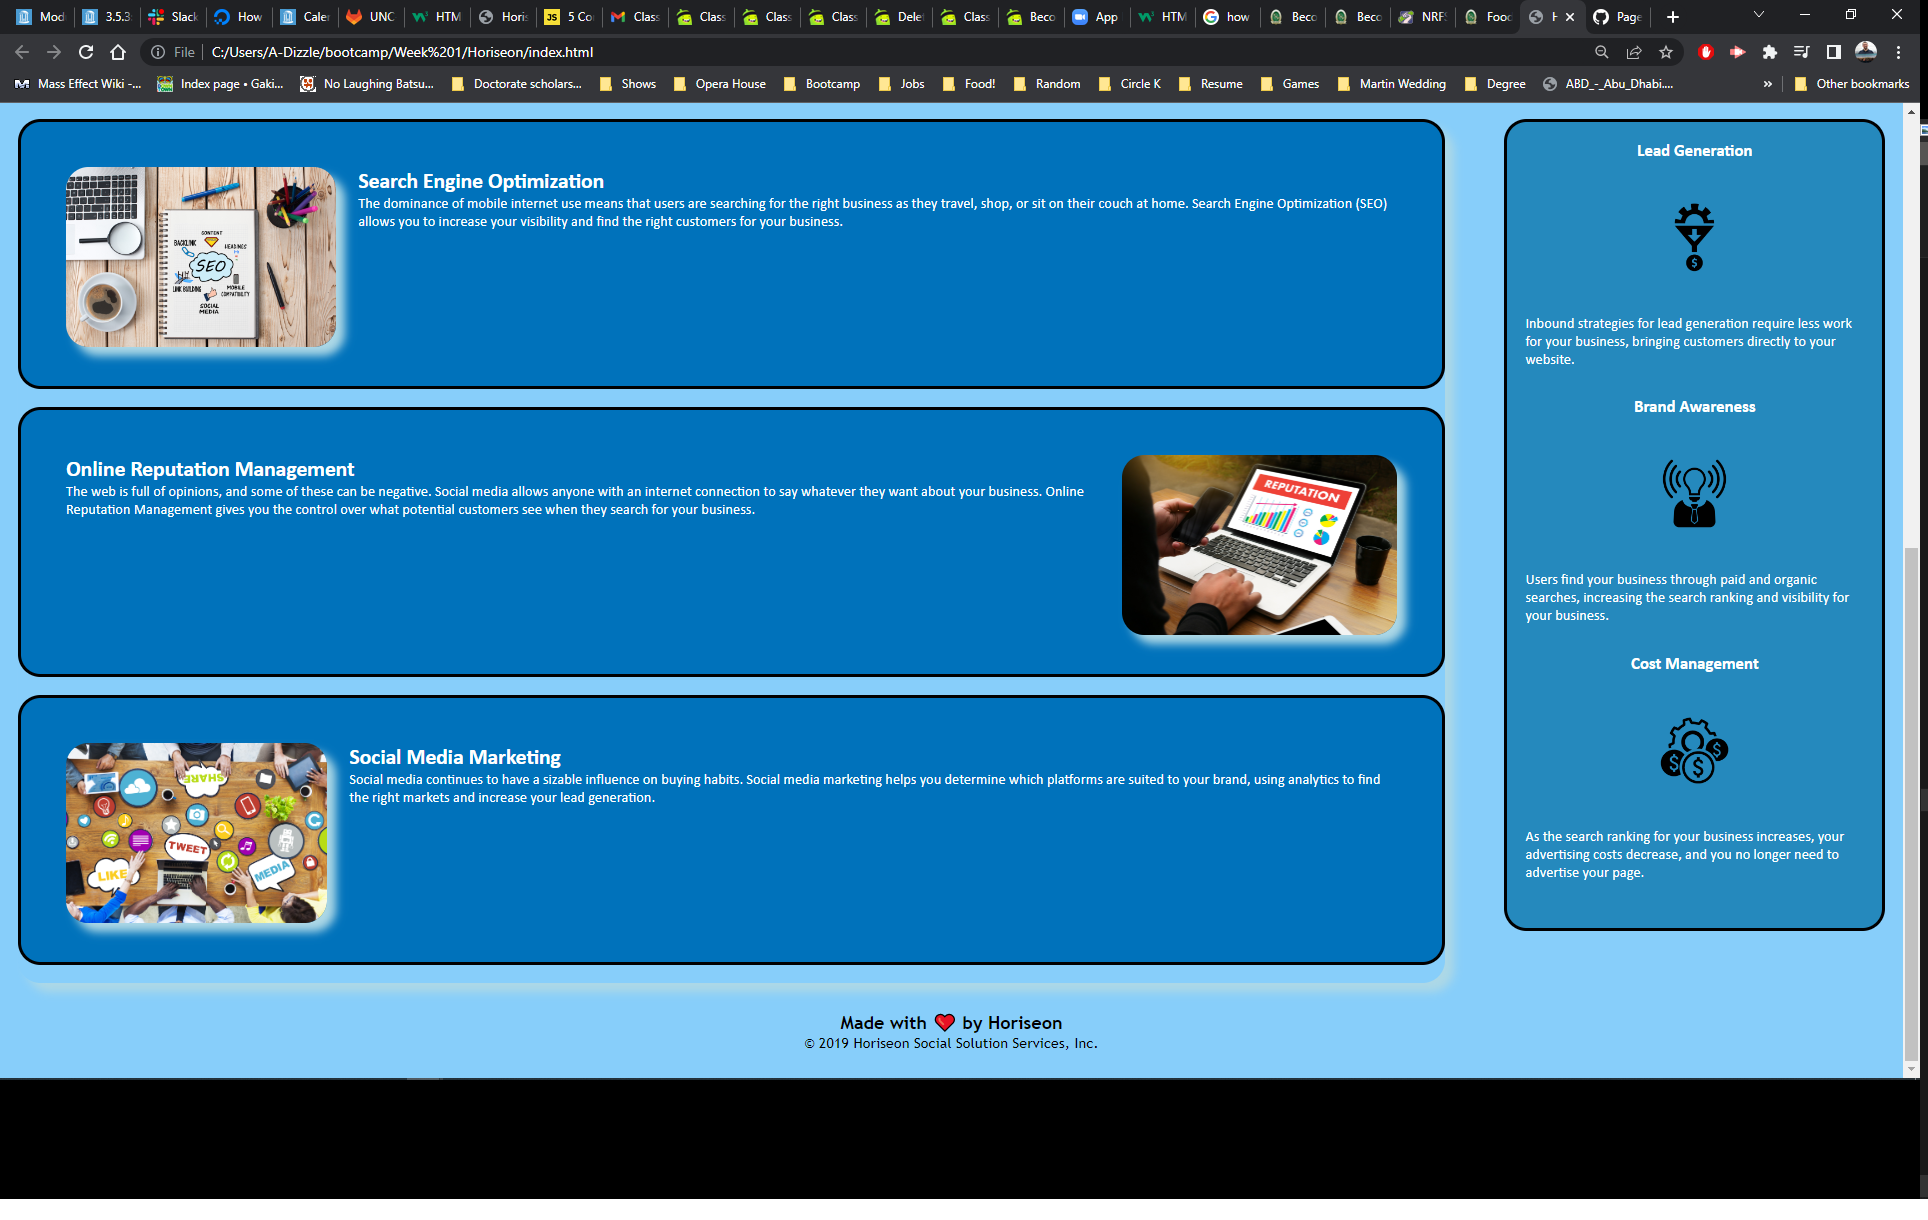 Mod
3.5.3
Slack
How
Caler
UNC
HTM
Horis
JS 5 Co
Class
Class
Class
Class
Dele
Class
Beco
App
HTM
how
Beco
Beco
NRF
Food
H
Page
File C:/Users/A-Dizzle/bootcamp/Week%201/Horiseon/index.html
Mass Effect Wiki -...
Index page • Gaki...
No Laughing Batsu...
Doctorate scholars...
Shows
Opera House
Bootcamp
Jobs
Food!
Random
Circle K
Resume
Games
Martin Wedding
Degree
ABD_-_Abu_Dhabi....
»
Other bookmarks
CONTENT
BACKLINK
HEADINGS
SEO
LINK BUILDING
MOBILE
COMPATIBILITY
SOCIAL
MEDIA
Search Engine Optimization
The dominance of mobile internet use means that users are searching for the right business as they travel, shop, or sit on their couch at home. Search Engine Optimization (SEO)
allows you to increase your visibility and find the right customers for your business.
Online Reputation Management
The web is full of opinions, and some of these can be negative. Social media allows anyone with an internet connection to say whatever they want about your business. Online
Reputation Management gives you the control over what potential customers see when they search for your business.
REPUTATION
SHARE
TWEET
LIKE
MEDIA
Social Media Marketing
Social media continues to have a sizable influence on buying habits. Social media marketing helps you determine which platforms are suited to your brand, using analytics to find
the right markets and increase your lead generation.
Lead Generation
$
Inbound strategies for lead generation require less work
for your business, bringing customers directly to your
website.
Brand Awareness
Users find your business through paid and organic
searches, increasing the search ranking and visibility for
your business.
Cost Management
$ $ $
As the search ranking for your business increases, your
advertising costs decrease, and you no longer need to
advertise your page.
Made with ❤️ by Horiseon
© 2019 Horiseon Social Solution Services, Inc.